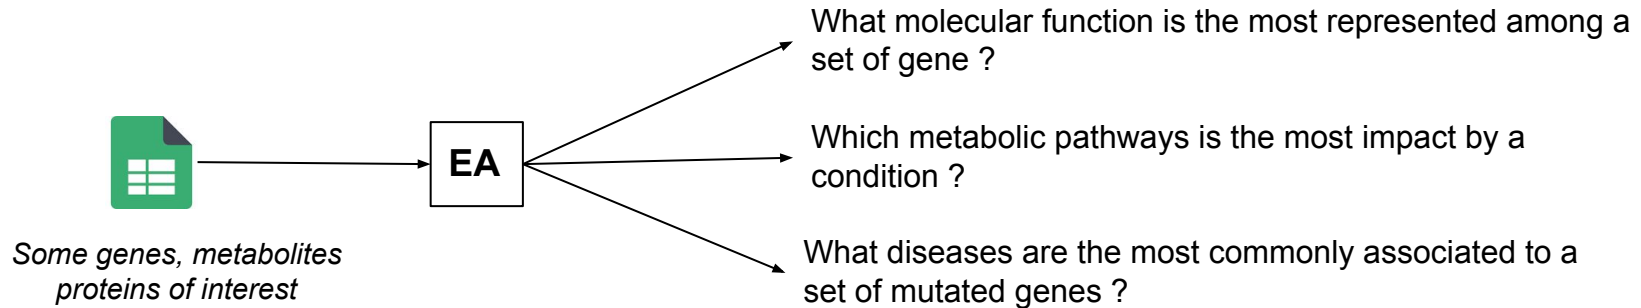 What molecular function is the most represented among a
set of gene ?
EA
Which metabolic pathways is the most impact by a
condition ?
Some genes, metabolites
proteins of interest
What diseases are the most commonly associated to a
set of mutated genes ?